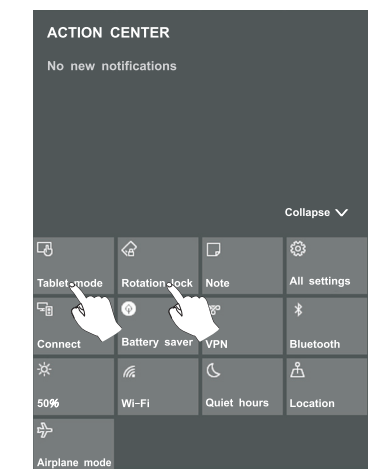 ACTION CENTER
No new notifications
Collapse
Tablet mode
Rotation lock
Note
All settings
Connect
Battery saver
VPN
Bluetooth
50%
Wi-Fi
Quiet hours
Location
Airplane mode